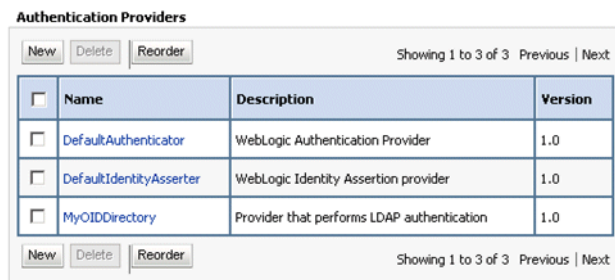 Authentication Providers
New Delete Reorder Showing 1 to 3 of 3 Previous | Next
Name Description Version
DefaultAuthenticator WebLogic Authentication Provider 1.0
DefaultIdentityAsserter WebLogic Identity Assertion provider 1.0
MyOIDDirectory Provider that performs LDAP authentication 1.0
New Delete Reorder Showing 1 to 3 of 3 Previous | Next